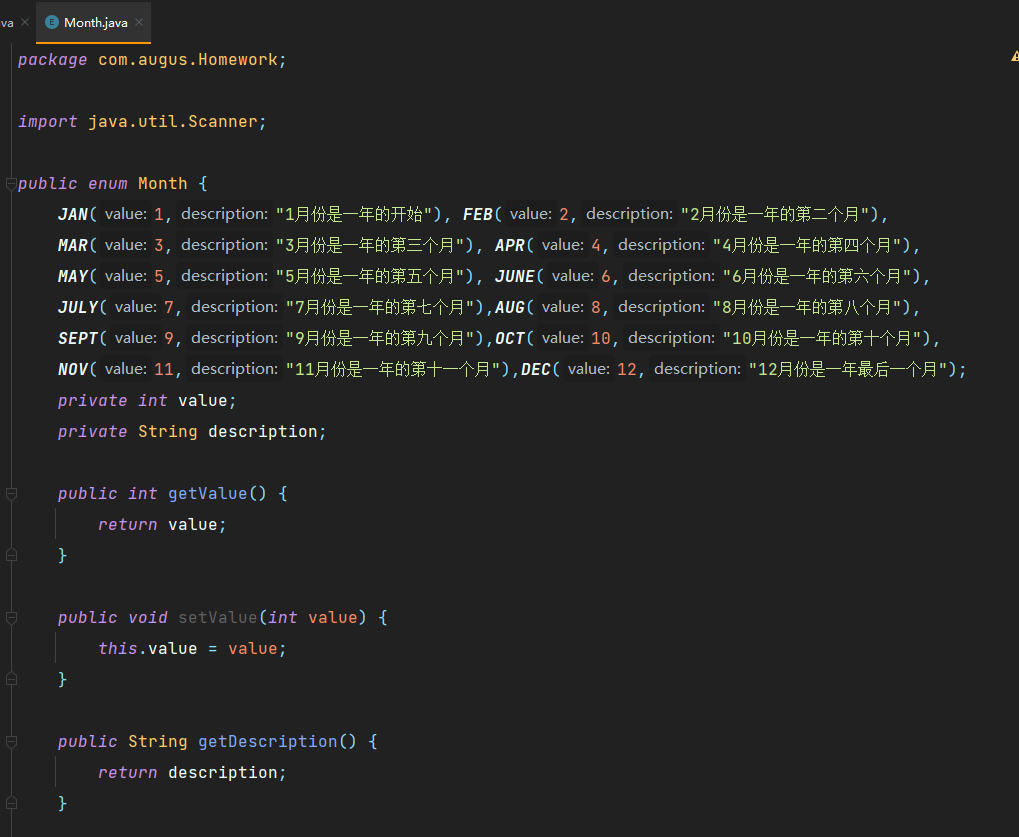 va
E Month.java
package com.augus.Homework;
import java.util.Scanner;
public enum Month {
JAN( value: 1, description: "1月份是一年的开始"), FEB( value: 2, description: "2月份是一年的第二个月"),
MAR( value: 3, description: "3月份是一年的第三个月"), APR( value: 4, description: "4月份是一年的第四个月"),
MAY( value: 5, description: "5月份是一年的第五个月"), JUNE( value: 6, description: "6月份是一年的第六个月"),
JULY( value: 7, description: "7月份是一年的第七个月"),AUG( value: 8, description: "8月份是一年的第八个月"),
SEPT( value: 9, description: "9月份是一年的第九个月"),OCT( value: 10, description: "10月份是一年的第十个月"),
NOV( value: 11, description: "11月份是一年的第十一个月"),DEC( value: 12, description: "12月份是一年最后一个月");
private int value;
private String description;
public int getValue() {
return value;
}
public void setValue(int value) {
this.value = value;
}
public String getDescription() {
return description;
}